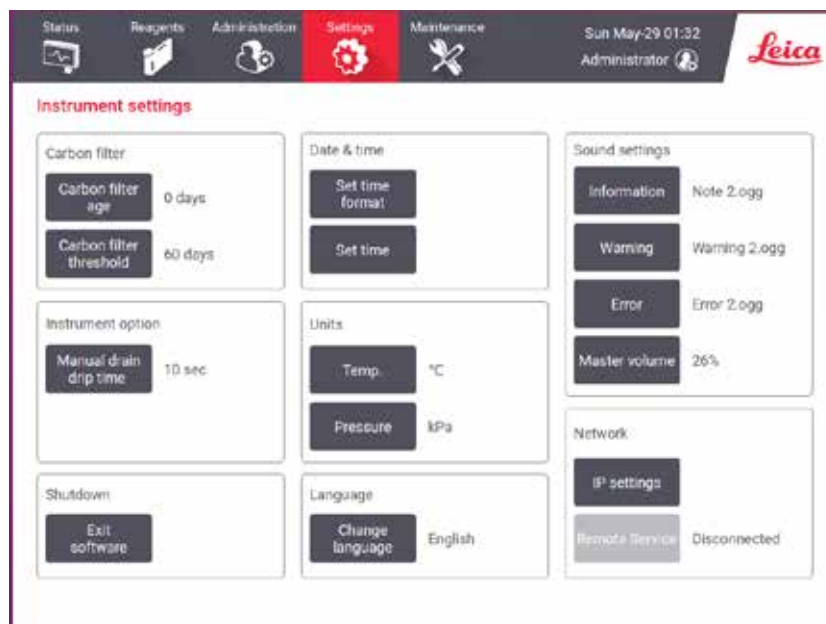 Status
Reagents
Administration
Settings
Maintenance
Sun May-29 01:32
Administrator
Leica
Instrument settings
Carbon filter
Carbon filter
age
0 days
Carbon filter
threshold
60 days
Instrument option
Manual drain
drip time
10 sec
Shutdown
Exit
software
Date & time
Set time
format
Set time
Units
Temp.
°C
Pressure
kPa
Language
Change
language
English
Sound settings
Information
Note 2.ogg
Warning
Warning 2.ogg
Error
Error 2.ogg
Master volume
26%
Network
IP settings
Remote Service
Disconnected